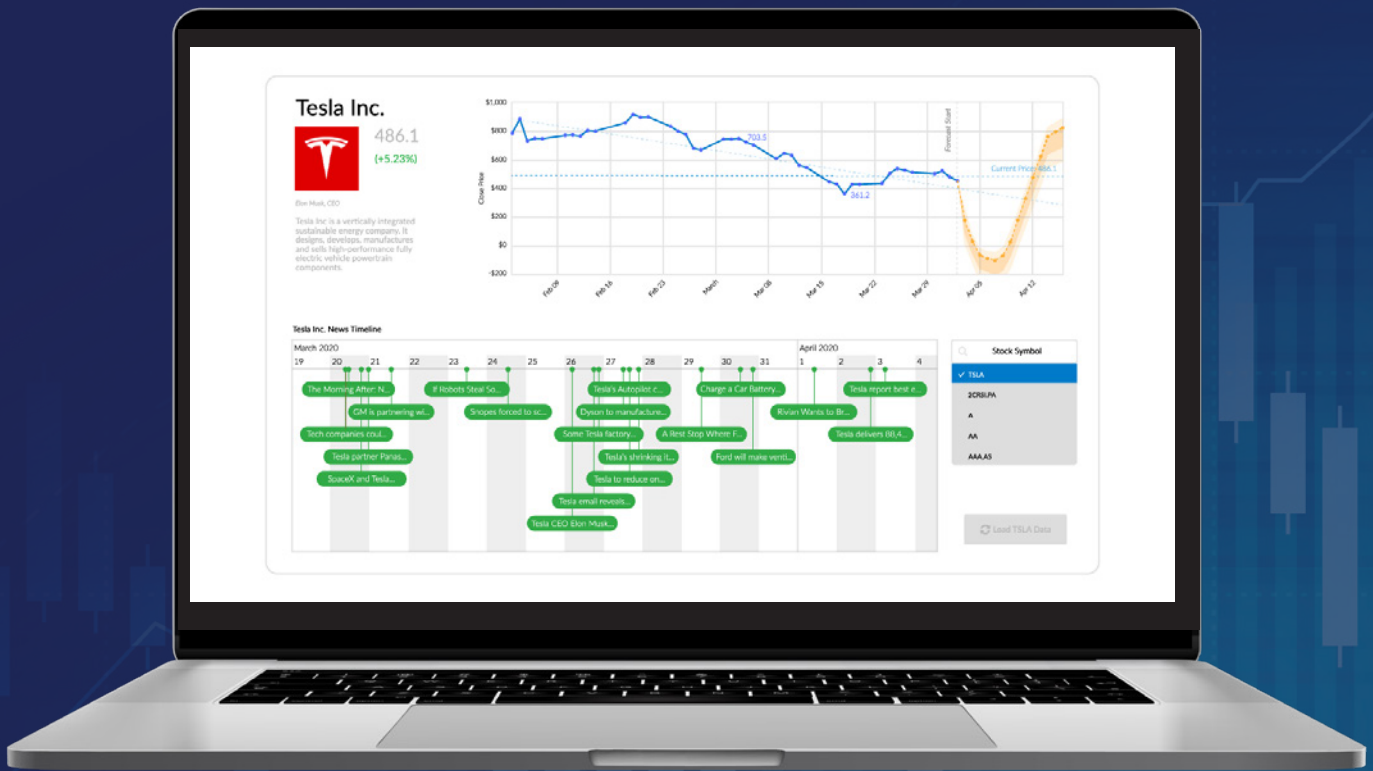 Tesla Inc.
486.1
(+5.23%)
Elon Musk, CEO
Tesla Inc is a vertically integrated
sustainable energy company. It
designs, develops, manufactures
and sells high-performance fully
electric vehicle powertrain
components.
Close Price
$1,000
$800
$600
$400
$200
$0
-$200
703.5
361.2
Forecast Start
Current Price: 486.1
Feb 09
Feb 16
Feb 23
March
Mar 08
Mar 15
Mar 22
Mar 29
Apr 05
Apr 12
Tesla Inc. News Timeline
March 2020
April 2020
19 20 21 22 23 24 25 26 27 28 29 30 31 1 2 3 4
The Morning After: N...
If Robots Steal So...
Tesla's Autopilot c...
Charge a Car Battery...
Tesla report best e...
GM is partnering wi...
Snopes forced to sc...
Dyson to manufacture...
Rivian Wants to Br...
Tech companies coul...
Some Tesla factory...
A Rest Stop Where F...
Tesla delivers 88,4...
Tesla partner Panas...
Tesla's shrinking it...
Ford will make venti...
SpaceX and Tesla...
Tesla to reduce on...
Tesla email reveals...
Tesla CEO Elon Musk...
Stock Symbol
TSLA
2CRSI.PA
A
AA
AAA.AS
Load TSLA Data